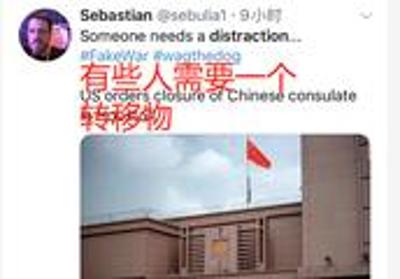 Sebastian @sebulia1 · 9小时
Someone needs a distraction...
#FakeWar #wagthedog
有些人需要一个
US orders closure of Chinese consulate
转移物